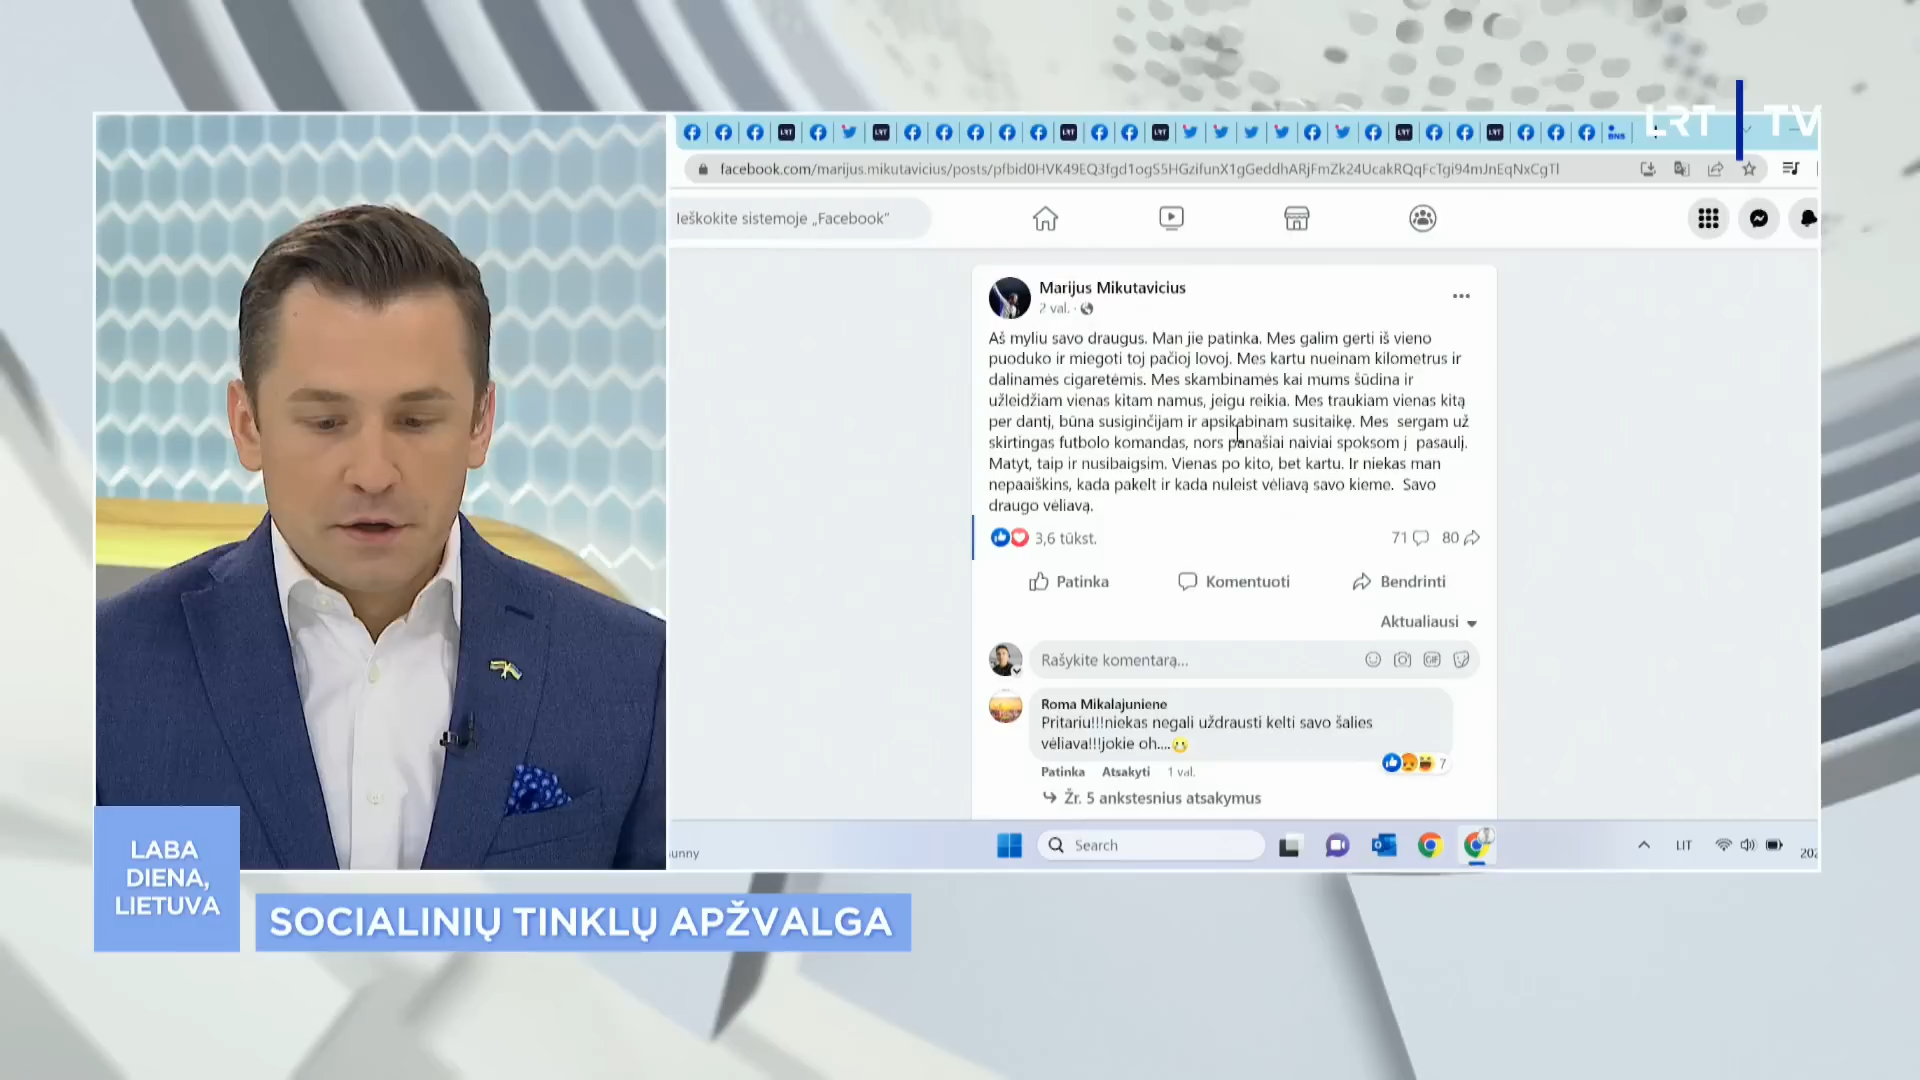 LRT TV
facebook.com/marijus.mikutavicius/posts/pfbid0HVK49EQ3fgd1ogS5HGzifunX1gGeddhARjFmZk24UcakRQqFcTgi94mJnEqNxCgTl
Ieškokite sistemoje „Facebook“
Marijus Mikutavicius
2 val.
Aš myliu savo draugus. Man jie patinka. Mes galim gerti iš vieno
puoduko ir miegoti toj pačioj lovoj. Mes kartu nueinam kilometrus ir
dalinamės cigaretėmis. Mes skambinamės kai mums šūdina ir
užleidžiam vienas kitam namus, jeigu reikia. Mes traukiam vienas kitą
per dantį, būna susiginčijam ir apsikabinam susitaikę. Mes sergam už
skirtingas futbolo komandas, nors panašiai naiviai spoksom į pasaulį.
Matyt, taip ir nusibaigsim. Vienas po kito, bet kartu. Ir niekas man
nepaaiškins, kada pakelt ir kada nuleist vėliavą savo kieme. Savo
draugo vėliavą.
3,6 tūkst. 71 80
Patinka Komentuoti Bendrinti
Aktualiausi
Rašykite komentarą...
GIF
Roma Mikalajuniene
Pritariu!!!niekas negali uždrausti kelti savo šalies
vėliava!!!jokie oh....
7
Patinka Atsakyti 1 val.
Žr. 5 ankstesnius atsakymus
Search
LIT
LABA
DIENA,
LIETUVA
SOCIALINIŲ TINKLŲ APŽVALGA